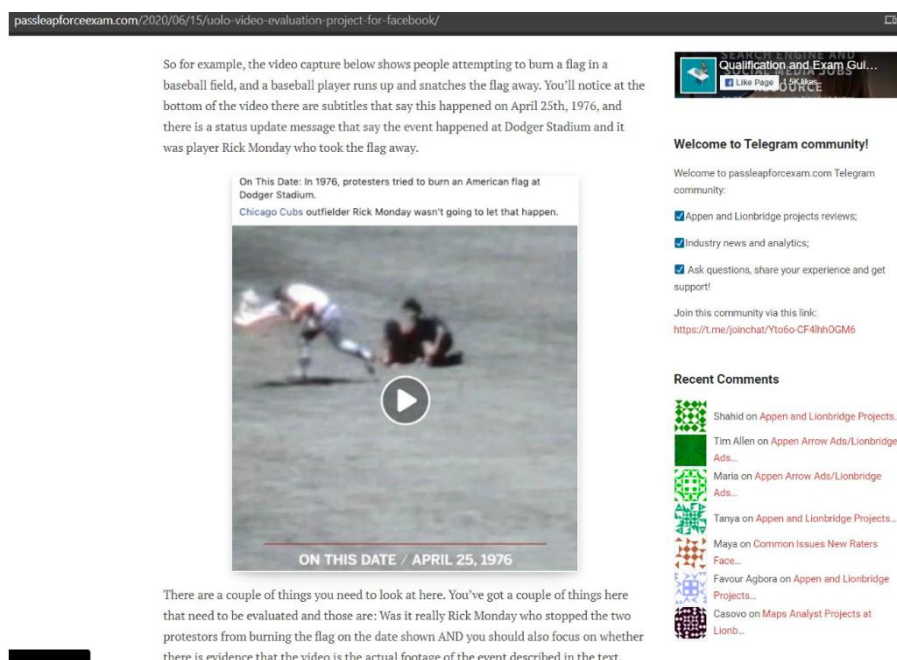 passleapforceexam.com/2020/06/15/uolo-video-evaluation-project-for-facebook/
So for example, the video capture below shows people attempting to burn a flag in a
baseball field, and a baseball player runs up and snatches the flag away. You'll notice at the
bottom of the video there are subtitles that say this happened on April 25th, 1976, and
there is a status update message that say the event happened at Dodger Stadium and it
was player Rick Monday who took the flag away.
On This Date: In 1976, protesters tried to burn an American flag at
Dodger Stadium.
Chicago Cubs outfielder Rick Monday wasn't going to let that happen.
ON THIS DATE / APRIL 25, 1976
There are a couple of things you need to look at here. You've got a couple of things here
that need to be evaluated and those are: Was it really Rick Monday who stopped the two
protestors from burning the flag on the date shown AND you should also focus on whether
there is evidence that the video is the actual footage of the event described in the text.
SEARCH ENGINE AND
SOCIAL MEDIA JOBS
RESOURCE
Qualification and Exam Gui...
Like Page
1.5K likes
Welcome to Telegram community!
Welcome to passleapforcexam.com Telegram
community:
Appen and Lionbridge projects reviews;
Industry news and analytics;
Ask questions, share your experience and get
support!
Join this community via this link:
https://t.me/joinchat/Yto6o-CF4lhhOGM6
Recent Comments
Shahid on Appen and Lionbridge Projects...
Tim Allen on Appen Arrow Ads/Lionbridge
Ads...
Maria on Appen Arrow Ads/Lionbridge
Ads...
Tanya on Appen and Lionbridge Projects...
Maya on Common Issues New Raters
Face...
Favour Agbora on Appen and Lionbridge
Projects...
Casovo on Maps Analyst Projects at
Lionb...